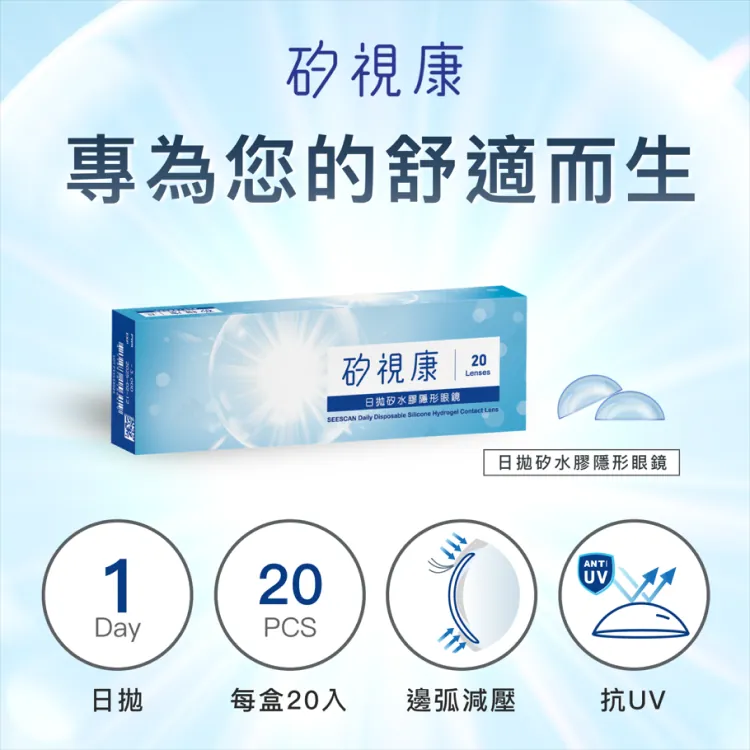 矽視康
專為您的舒適而生
矽視康
20
Lenses
日拋矽水膠隱形眼鏡
SEESCAN Daily Disposable Silicone Hydrogel Contact Lens
日拋矽水膠隱形眼鏡
1
Day
日拋
20
PCS
每盒20入
邊弧減壓
ANTI
UV
抗UV